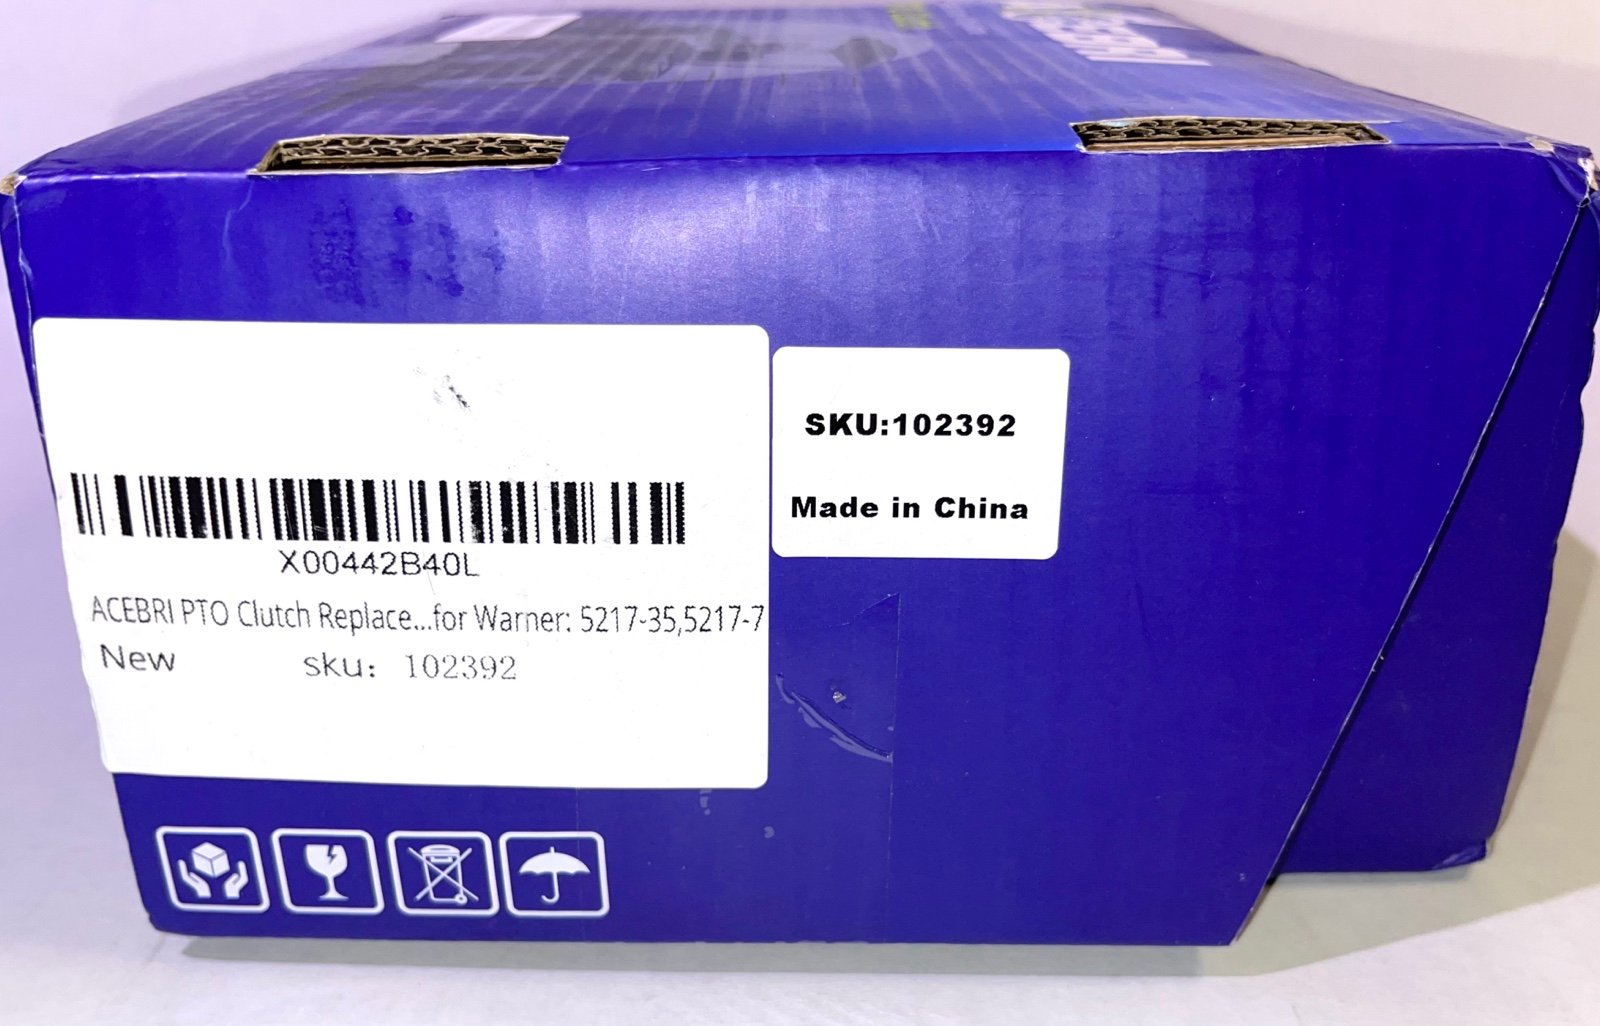 X00442B40L
ACEBRI PTO Clutch Replace...for Warner: 5217-35,5217-7
New sku: 102392
SKU:102392
Made in China